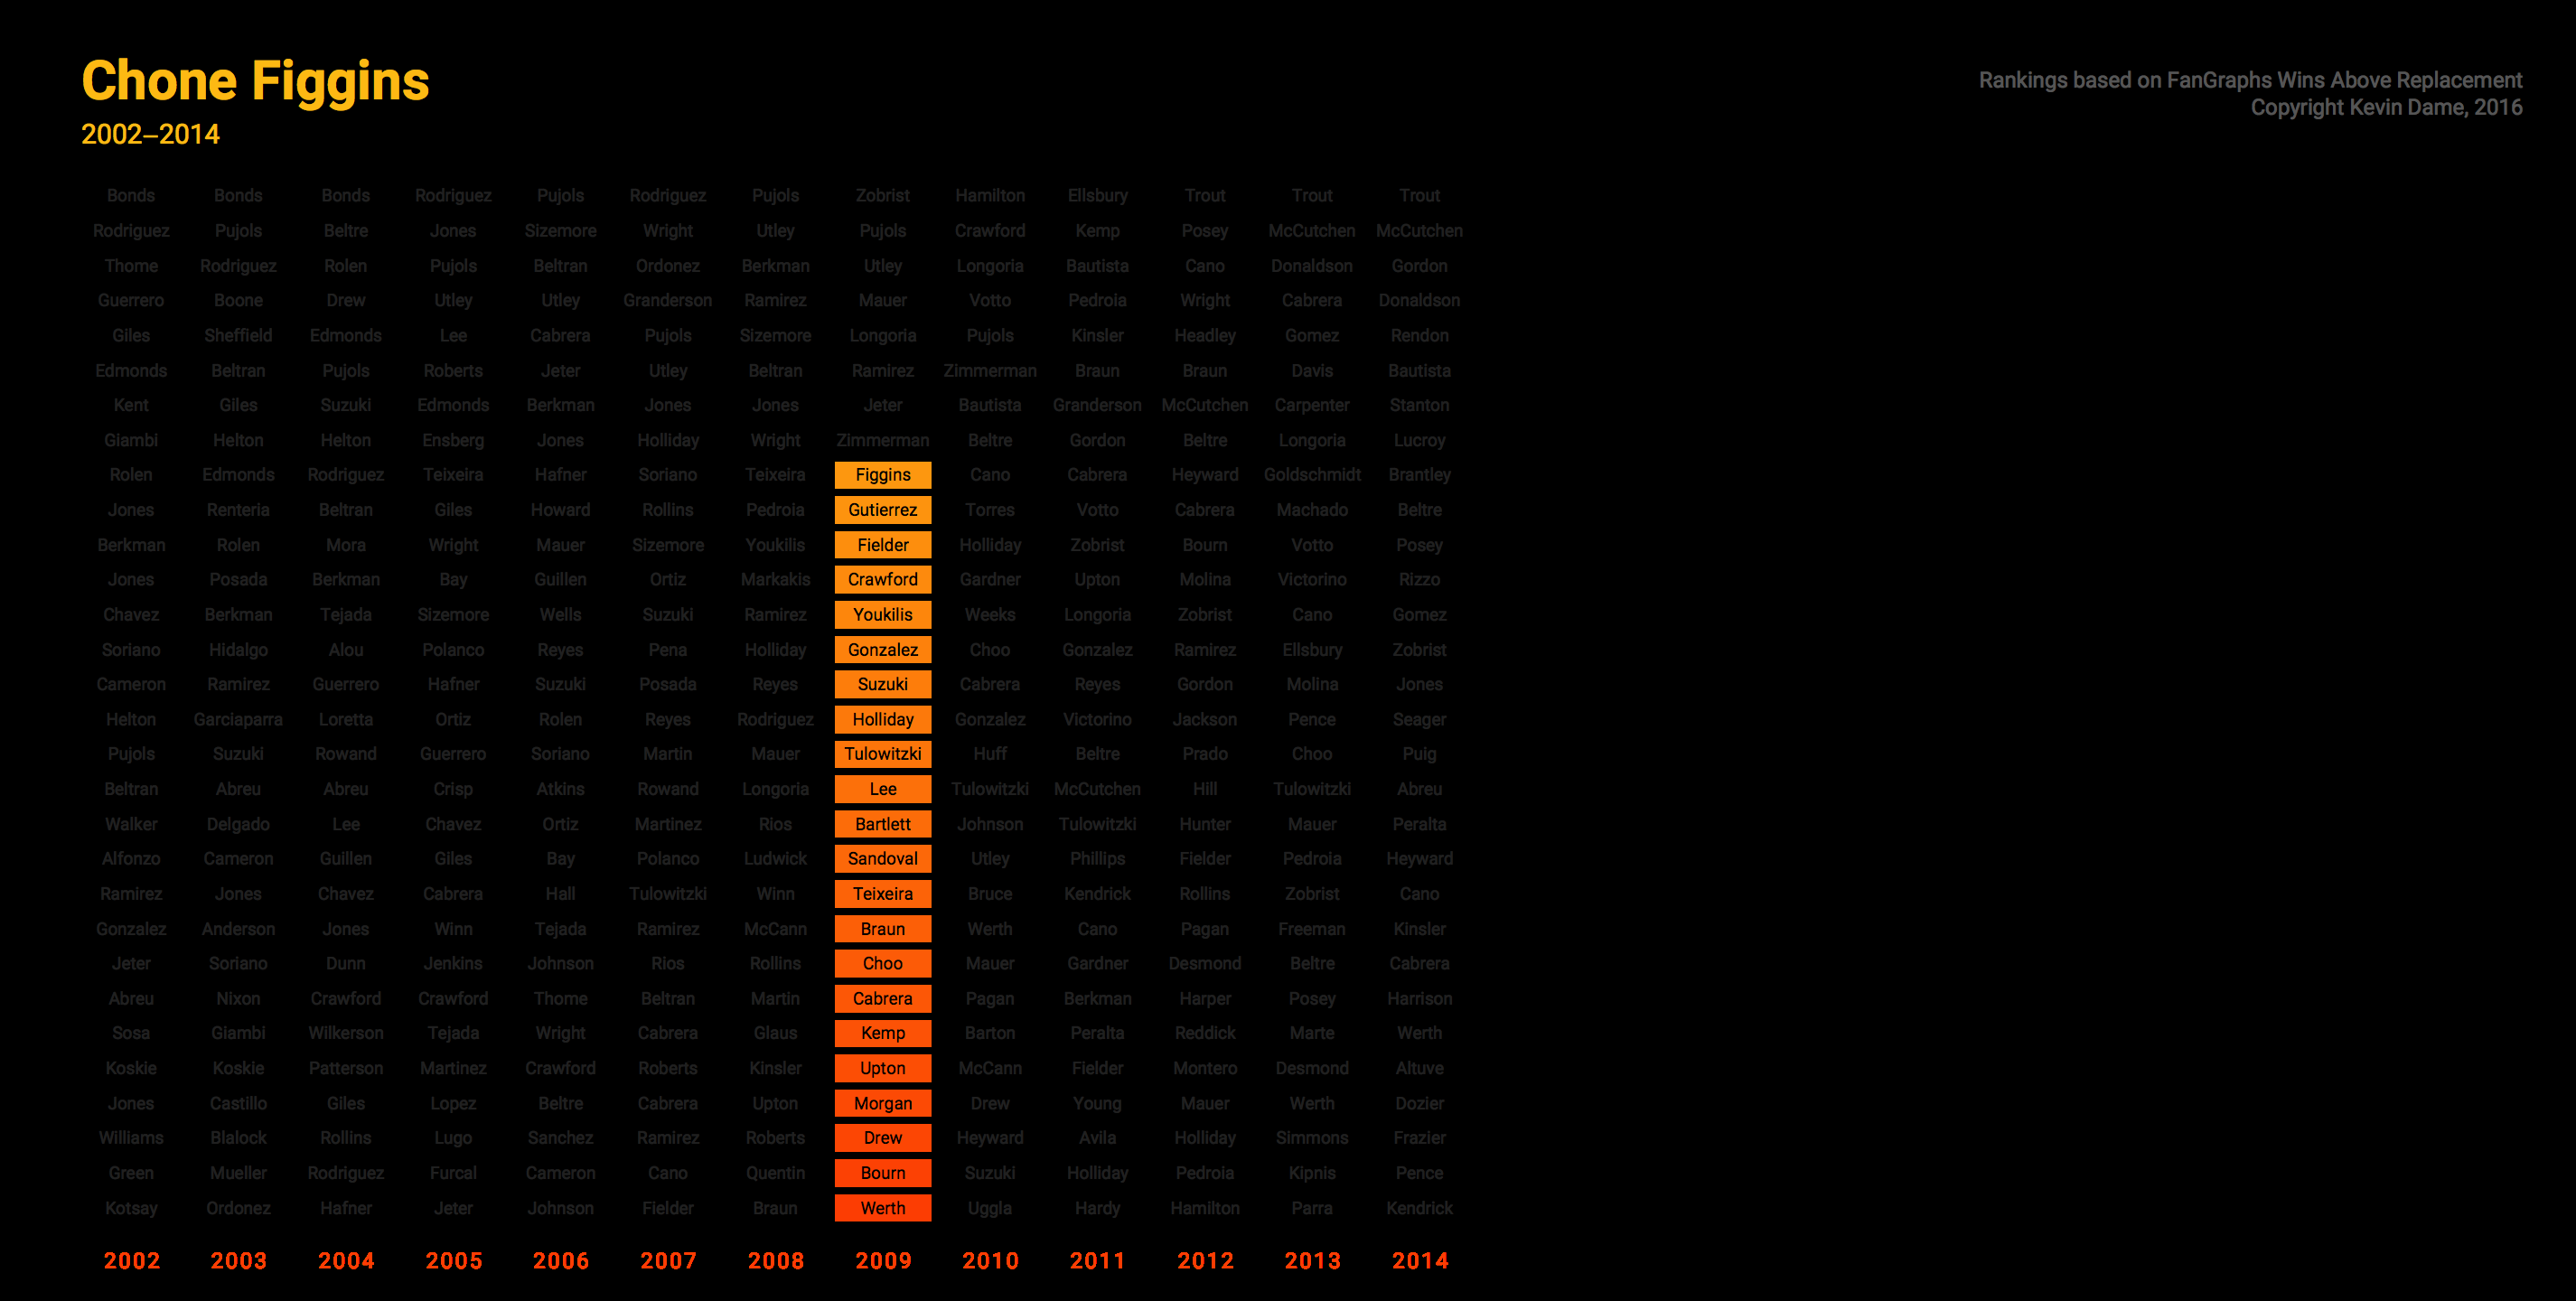 Chone Figgins
2002–2014
Rankings based on FanGraphs Wins Above Replacement
Copyright Kevin Dame, 2016
Bonds Bonds Bonds Rodriguez Pujols Rodriguez Pujols Zobrist Hamilton Ellsbury Trout Trout Trout
Rodriguez Pujols Beltre Jones Sizemore Wright Utley Pujols Crawford Kemp Posey McCutchen McCutchen
Thome Rodriguez Rolen Pujols Beltran Ordonez Berkman Utley Longoria Bautista Cano Donaldson Gordon
Guerrero Boone Drew Utley Utley Granderson Ramirez Mauer Votto Pedroia Wright Cabrera Donaldson
Giles Sheffield Edmonds Lee Cabrera Pujols Sizemore Longoria Pujols Kinsler Headley Gomez Rendon
Edmonds Beltran Pujols Roberts Jeter Utley Beltran Ramirez Zimmerman Braun Braun Davis Bautista
Kent Giles Suzuki Edmonds Berkman Jones Jones Jeter Bautista Granderson McCutchen Carpenter Stanton
Giambi Helton Helton Ensberg Jones Holliday Wright Zimmerman Beltre Gordon Beltre Longoria Lucroy
Rolen Edmonds Rodriguez Teixeira Hafner Soriano Teixeira Figgins Cano Cabrera Heyward Goldschmidt Brantley
Jones Renteria Beltran Giles Howard Rollins Pedroia Gutierrez Torres Votto Cabrera Machado Beltre
Berkman Rolen Mora Wright Mauer Sizemore Youkilis Fielder Holliday Zobrist Bourn Votto Posey
Jones Posada Berkman Bay Guillen Ortiz Markakis Crawford Gardner Upton Molina Victorino Rizzo
Chavez Berkman Tejada Sizemore Wells Suzuki Ramirez Youkilis Weeks Longoria Zobrist Cano Gomez
Soriano Hidalgo Alou Polanco Reyes Pena Holliday Gonzalez Choo Gonzalez Ramirez Ellsbury Zobrist
Cameron Ramirez Guerrero Hafner Suzuki Posada Reyes Suzuki Cabrera Reyes Gordon Molina Jones
Helton Garciaparra Loretta Ortiz Rolen Reyes Rodriguez Holliday Gonzalez Victorino Jackson Pence Seager
Pujols Suzuki Rowand Guerrero Soriano Martin Mauer Tulowitzki Huff Beltre Prado Choo Puig
Beltran Abreu Abreu Crisp Atkins Rowand Longoria Lee Tulowitzki McCutchen Hill Tulowitzki Abreu
Walker Delgado Lee Chavez Ortiz Martinez Rios Bartlett Johnson Tulowitzki Hunter Mauer Peralta
Alfonzo Cameron Guillen Giles Bay Polanco Ludwick Sandoval Utley Phillips Fielder Pedroia Heyward
Ramirez Jones Chavez Cabrera Hall Tulowitzki Winn Teixeira Bruce Kendrick Rollins Zobrist Cano
Gonzalez Anderson Jones Winn Tejada Ramirez McCann Braun Werth Cano Pagan Freeman Kinsler
Jeter Soriano Dunn Jenkins Johnson Rios Rollins Choo Mauer Gardner Desmond Beltre Cabrera
Abreu Nixon Crawford Crawford Thome Beltran Martin Cabrera Pagan Berkman Harper Posey Harrison
Sosa Giambi Wilkerson Tejada Wright Cabrera Glaus Kemp Barton Peralta Reddick Marte Werth
Koskie Koskie Patterson Martinez Crawford Roberts Kinsler Upton McCann Fielder Montero Desmond Altuve
Jones Castillo Giles Lopez Beltre Cabrera Upton Morgan Drew Young Mauer Werth Dozier
Williams Blalock Rollins Lugo Sanchez Ramirez Roberts Drew Heyward Avila Holliday Simmons Frazier
Green Mueller Rodriguez Furcal Cameron Cano Quentin Bourn Suzuki Holliday Pedroia Kipnis Pence
Kotsay Ordonez Hafner Jeter Johnson Fielder Braun Werth Uggla Hardy Hamilton Parra Kendrick
2002 2003 2004 2005 2006 2007 2008 2009 2010 2011 2012 2013 2014